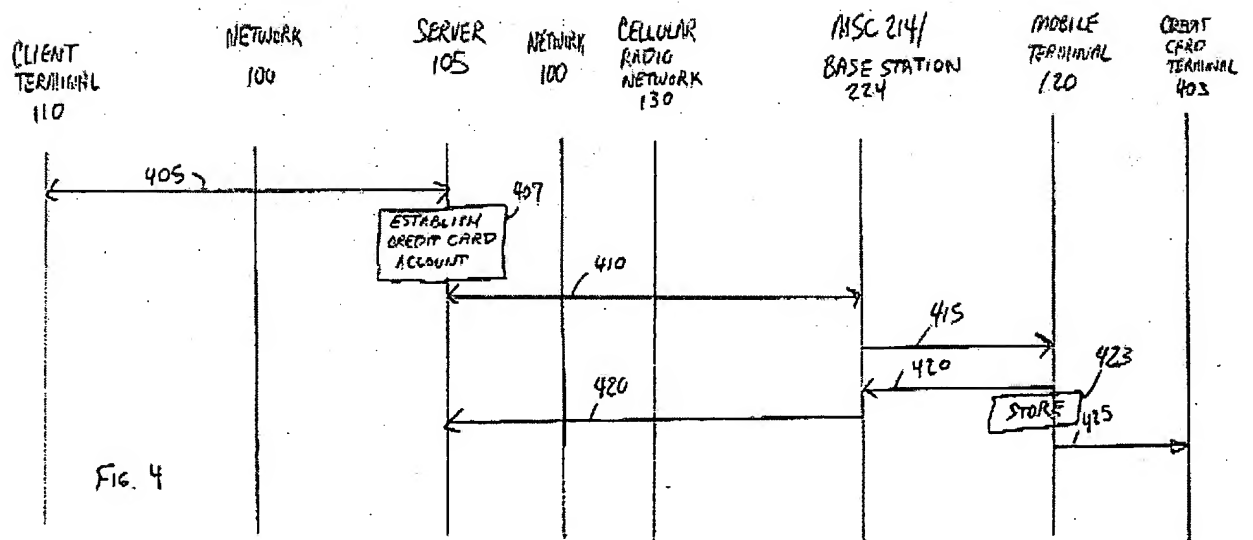 CLIENT
TERMINAL
110
NETWORK
100
SERVER
105
NETWORK
100
CELLULAR
RADIO
NETWORK
130
MSC 214/
BASE STATION
224
MOBILE
TERMINAL
120
CREDIT
CARD
TERMINAL
403
405
407
ESTABLISH
CREDIT CARD
ACCOUNT
410
415
420
423
420
STORE
425
FIG. 4